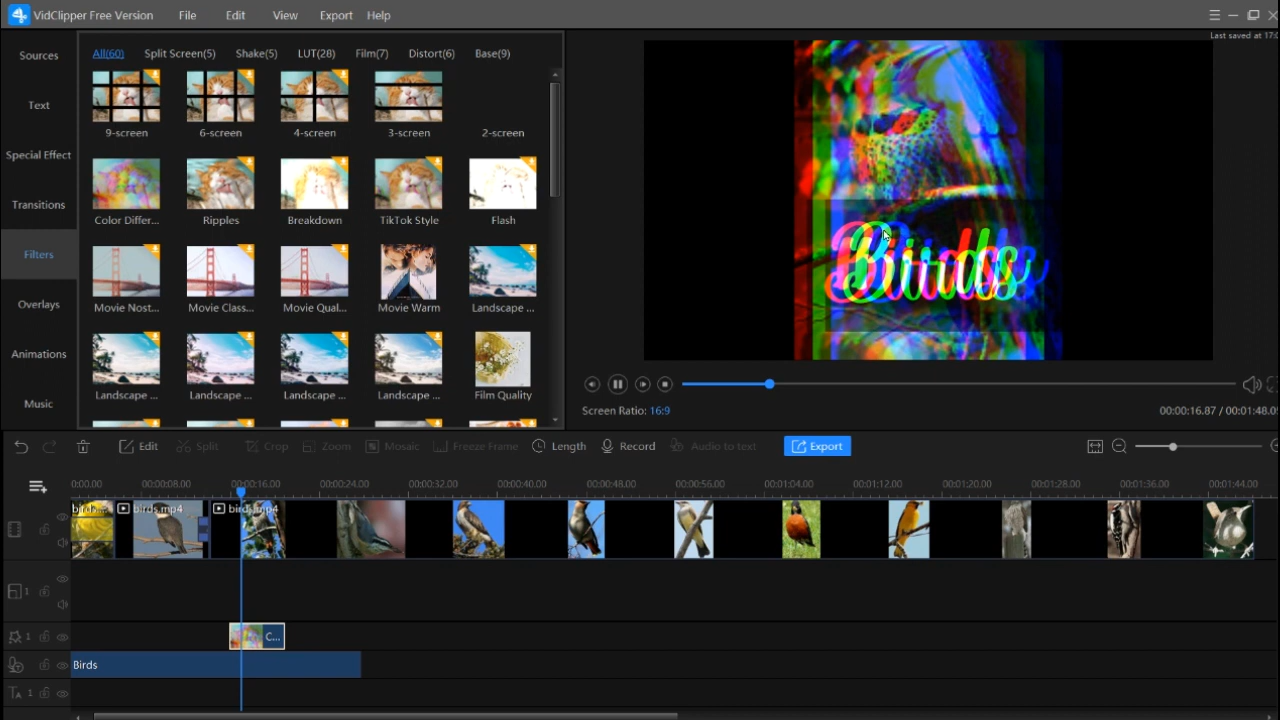 VidClipper Free Version File Edit View Export Help
Last saved at 17:0
Sources
Text
Special Effect
Transitions
Filters
Overlays
Animations
Music
All(60) Split Screen(5) Shake(5) LUT(28) Film(7) Distort(6) Base(9)
9-screen 6-screen 4-screen 3-screen 2-screen
Color Differ... Ripples Breakdown TikTok Style Flash
Movie Nost... Movie Class... Movie Qual... Movie Warm Landscape ...
Landscape ... Landscape ... Landscape ... Landscape ... Film Quality
Birds
Screen Ratio: 16:9 00:00:16.87 / 00:01:48.0
Edit Split Crop Zoom Mosaic Freeze Frame Length Record Audio to text Export
0:00.00 00:00:08.00 00:00:16.00 00:00:24.00 00:00:32.00 00:00:40.00 00:00:48.00 00:00:56.00 00:01:04.00 00:01:12.00 00:01:20.00 00:01:28.00 00:01:36.00 00:01:44.00
birds... birds.mp4 birds.mp4
1
1 C...
Birds
TA 1